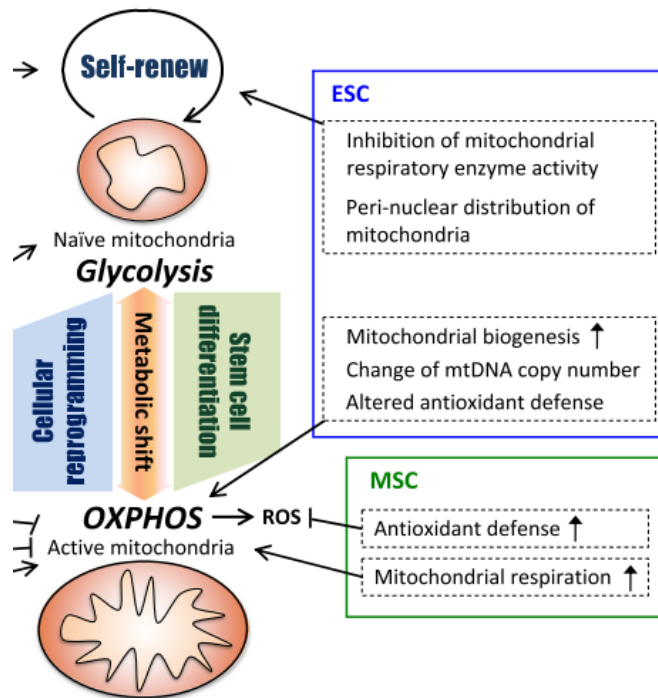 Self-renew
Naïve mitochondria
Glycolysis
Cellular
reprogramming
Metabolic shift
Stem cell
differentiation
OXPHOS
ROS
Active mitochondria
ESC
Inhibition of mitochondrial
respiratory enzyme activity
Peri-nuclear distribution of
mitochondria
Mitochondrial biogenesis ↑
Change of mtDNA copy number
Altered antioxidant defense
MSC
Antioxidant defense ↑
Mitochondrial respiration ↑